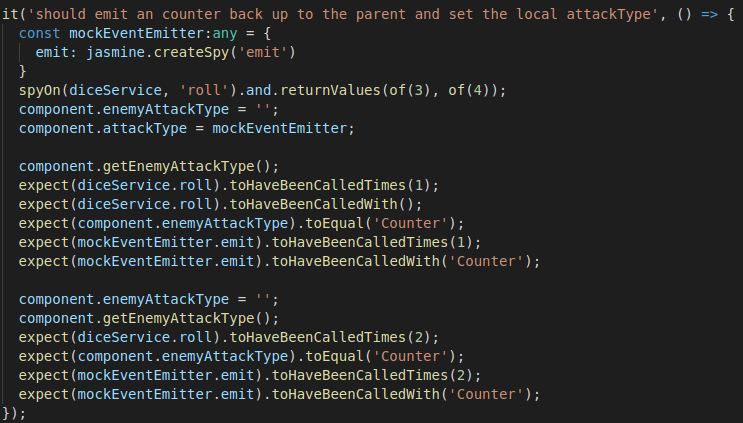 it('should emit an counter back up to the parent and set the local attackType', () => {
  const mockEventEmitter:any = {
    emit: jasmine.createSpy('emit')
  }
  spyOn(diceService, 'roll').and.returnValues(of(3), of(4));
  component.enemyAttackType = '';
  component.attackType = mockEventEmitter;

  component.getEnemyAttackType();
  expect(diceService.roll).toHaveBeenCalledTimes(1);
  expect(diceService.roll).toHaveBeenCalledWith();
  expect(component.enemyAttackType).toEqual('Counter');
  expect(mockEventEmitter.emit).toHaveBeenCalledTimes(1);
  expect(mockEventEmitter.emit).toHaveBeenCalledWith('Counter');

  component.enemyAttackType = '';
  component.getEnemyAttackType();
  expect(diceService.roll).toHaveBeenCalledTimes(2);
  expect(component.enemyAttackType).toEqual('Counter');
  expect(mockEventEmitter.emit).toHaveBeenCalledTimes(2);
  expect(mockEventEmitter.emit).toHaveBeenCalledWith('Counter');
});